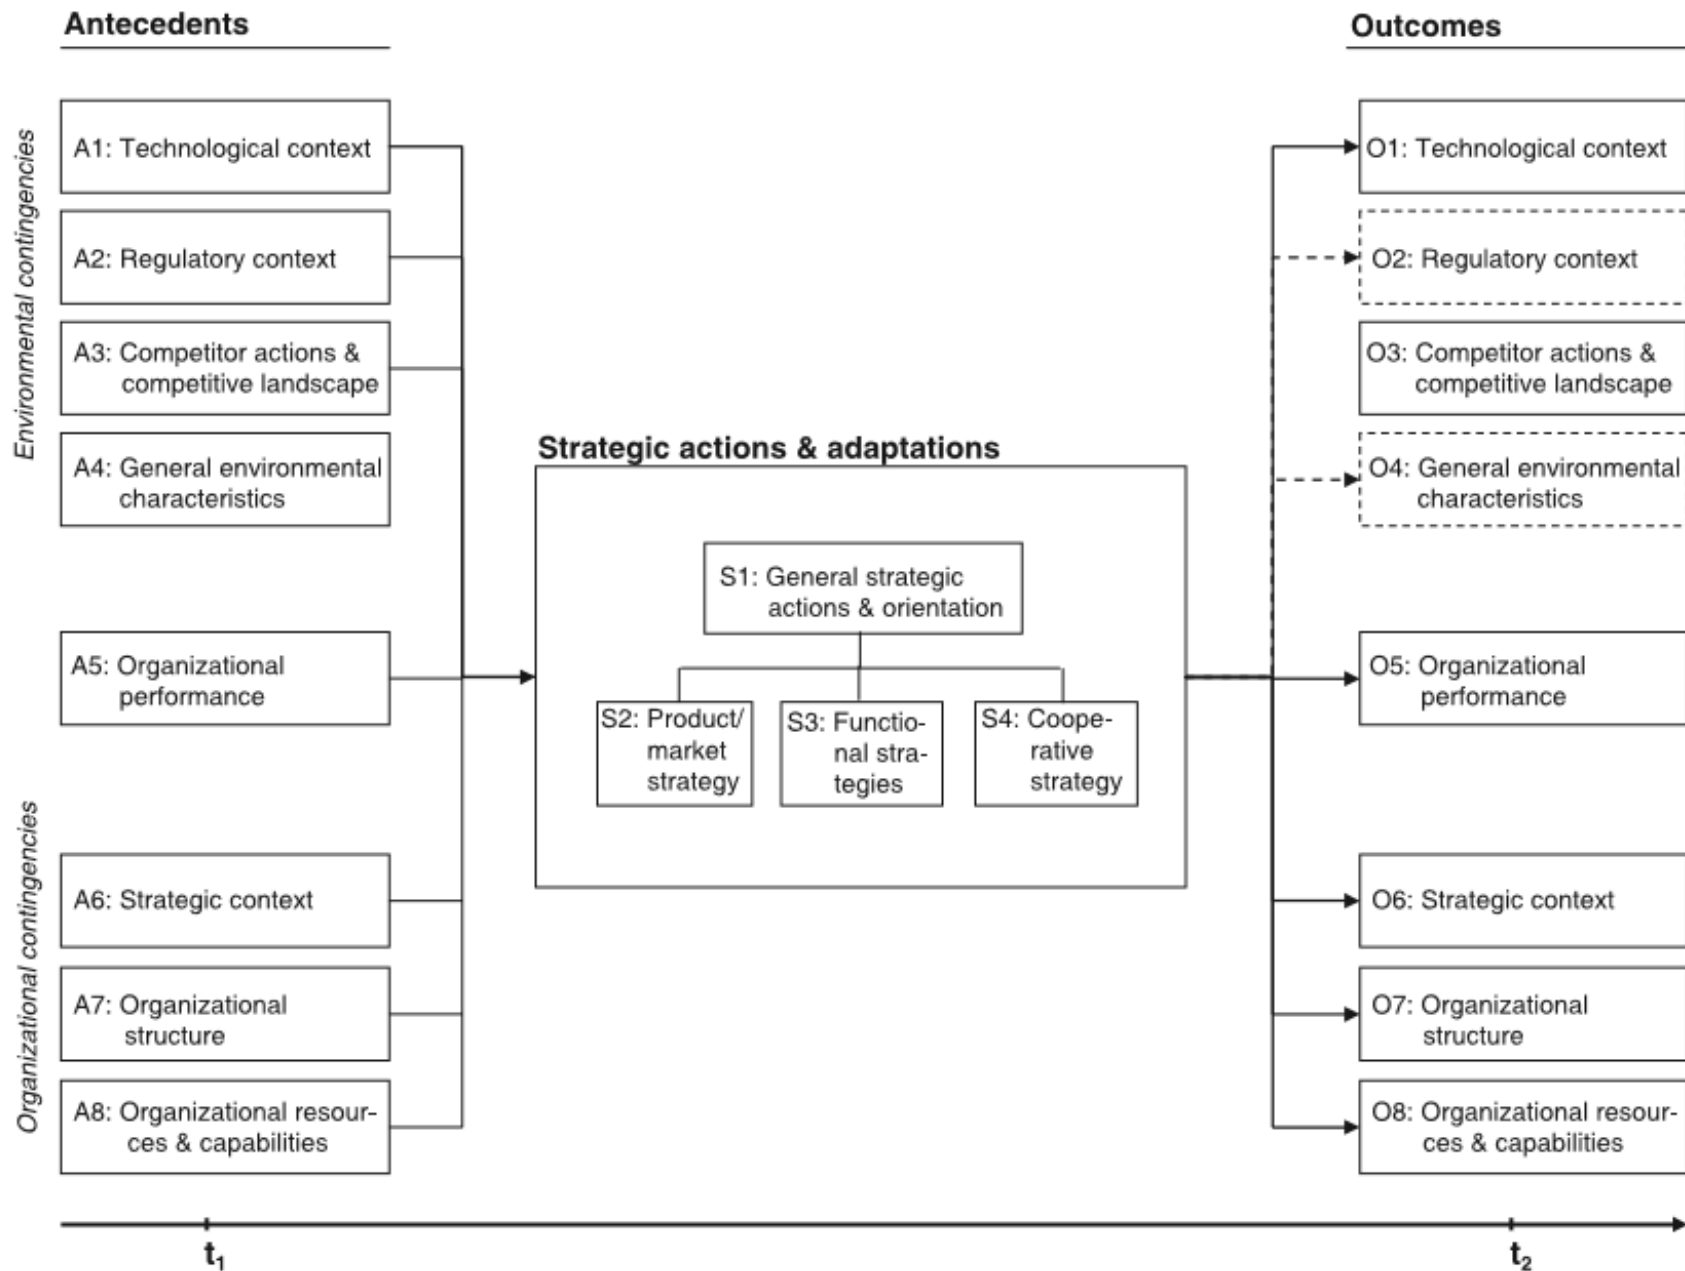 Antecedents
Outcomes
Environmental contingencies
A1: Technological context
A2: Regulatory context
A3: Competitor actions &
competitive landscape
A4: General environmental
characteristics
A5: Organizational
performance
Organizational contingencies
A6: Strategic context
A7: Organizational
structure
A8: Organizational resour-
ces & capabilities
Strategic actions & adaptations
S1: General strategic
actions & orientation
S2: Product/
market
strategy
S3: Functio-
nal stra-
tegies
S4: Coope-
rative
strategy
O1: Technological context
O2: Regulatory context
O3: Competitor actions &
competitive landscape
O4: General environmental
characteristics
O5: Organizational
performance
O6: Strategic context
O7: Organizational
structure
O8: Organizational resour-
ces & capabilities
t1
t2